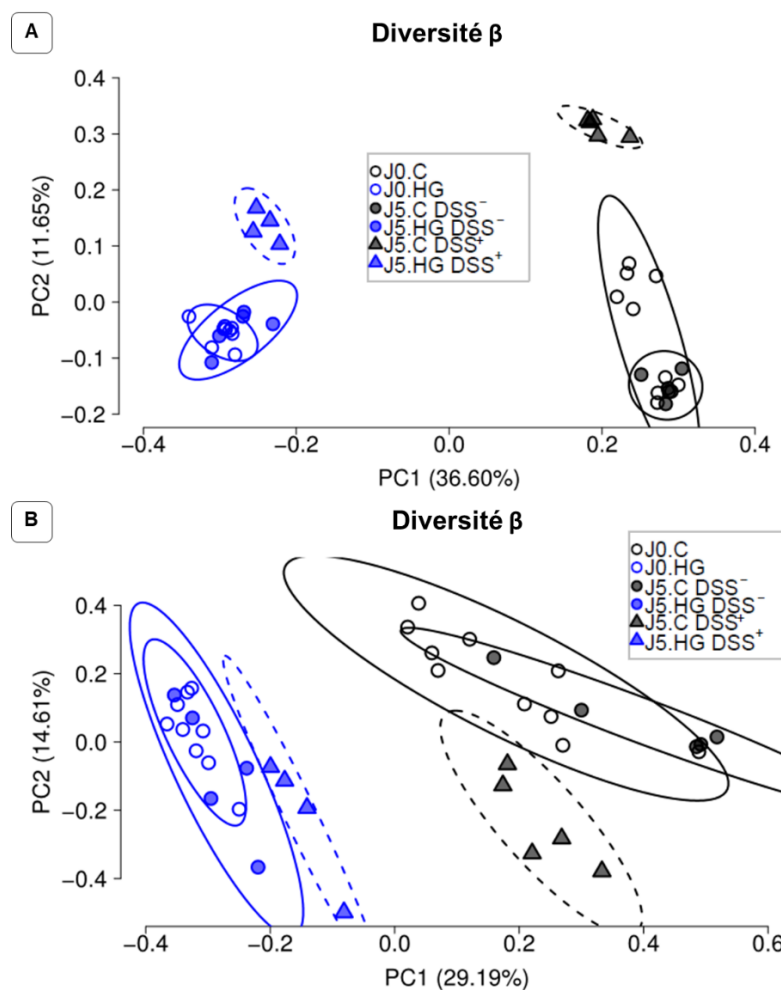 A
Diversité β
PC2 (11.65%)
0.4
0.3
0.2
0.1
0.0
−0.1
−0.2
J0.C
J0.HG
J5.C DSS⁻
J5.HG DSS⁻
J5.C DSS⁺
J5.HG DSS⁺
−0.4
−0.2
0.0
0.2
0.4
PC1 (36.60%)
B
Diversité β
PC2 (14.61%)
0.4
0.2
0.0
−0.2
−0.4
J0.C
J0.HG
J5.C DSS⁻
J5.HG DSS⁻
J5.C DSS⁺
J5.HG DSS⁺
−0.4
−0.2
0.0
0.2
0.4
0.6
PC1 (29.19%)